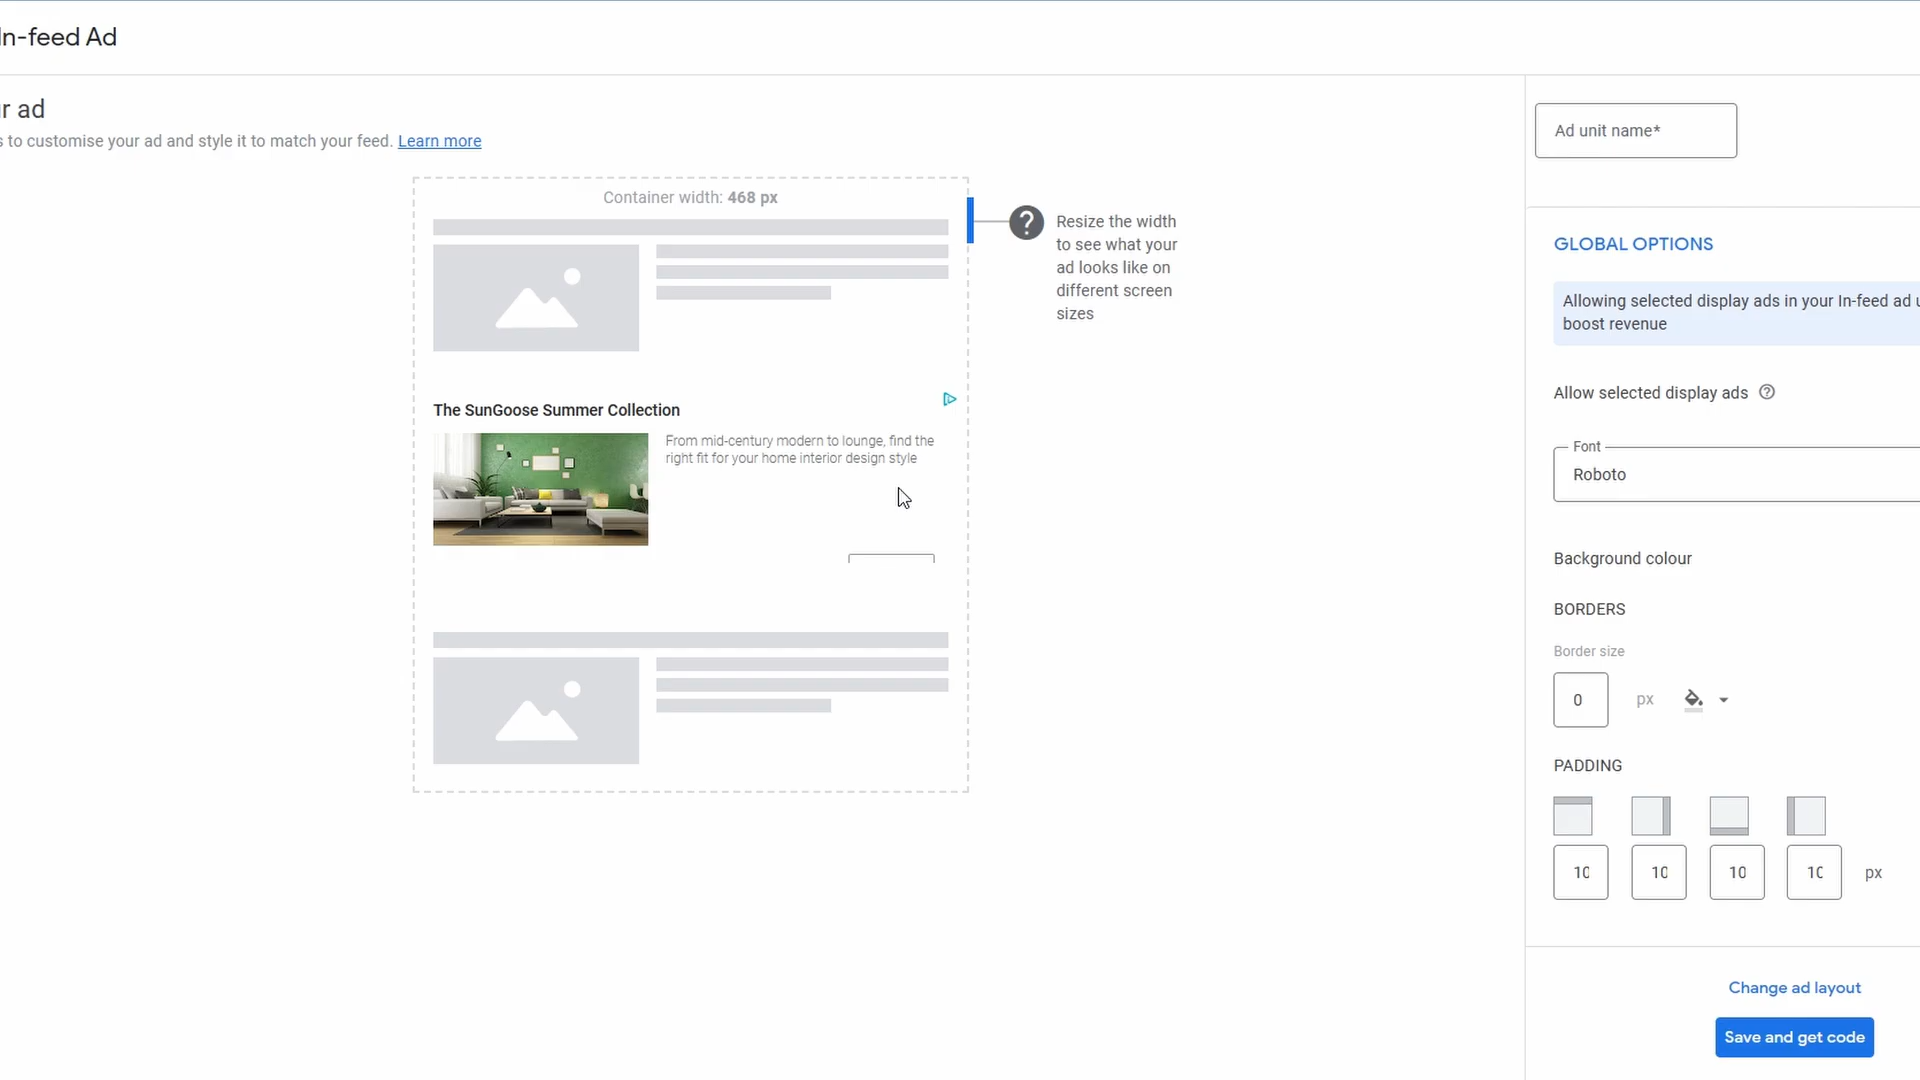 In-feed Ad
r ad
s to customise your ad and style it to match your feed. Learn more
Container width: 468 px
Resize the width
to see what your
ad looks like on
different screen
sizes
The SunGoose Summer Collection
From mid-century modern to lounge, find the
right fit for your home interior design style
Ad unit name*
GLOBAL OPTIONS
Allowing selected display ads in your In-feed ad u
boost revenue
Allow selected display ads
Font
Roboto
Background colour
BORDERS
Border size
0 px
PADDING
10 10 10 10 px
Change ad layout
Save and get code